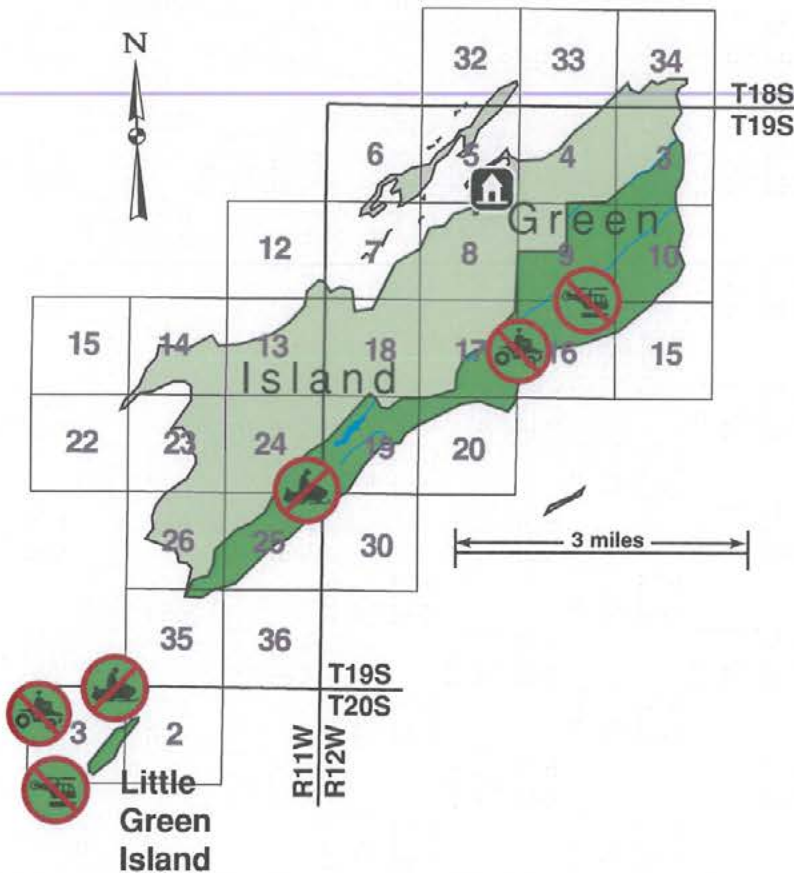 N
32 33 34
T18S
T19S
6 5 4 3
Green
12 7 8 9 10
15 14 13 18 17 16 15
Island
22 23 24 19 20
26 25 30
3 miles
35 36
T19S
T20S
3 2
R11W
R12W
Little
Green
Island